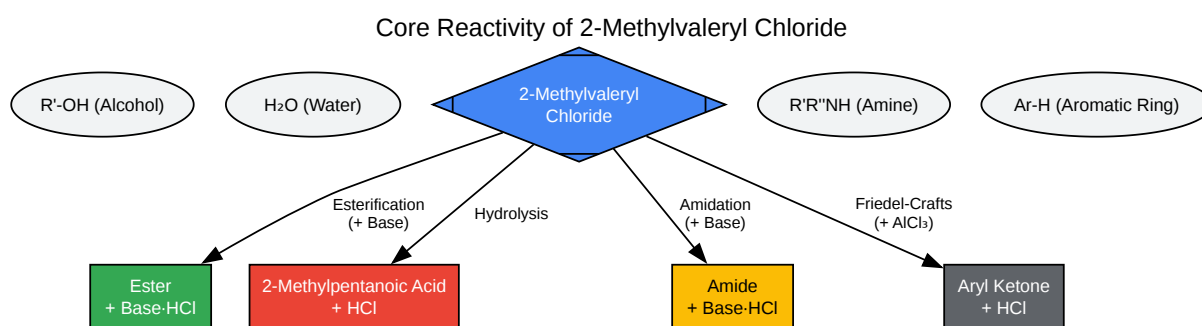 Core Reactivity of 2-Methylvaleryl Chloride
R'-OH (Alcohol)
H₂O (Water)
2-Methylvaleryl
Chloride
R'R''NH (Amine)
Ar-H (Aromatic Ring)
Esterification
(+ Base)
Hydrolysis
Amidation
(+ Base)
Friedel-Crafts
(+ AlCl₃)
Ester
+ Base·HCl
2-Methylpentanoic Acid
+ HCl
Amide
+ Base·HCl
Aryl Ketone
+ HCl